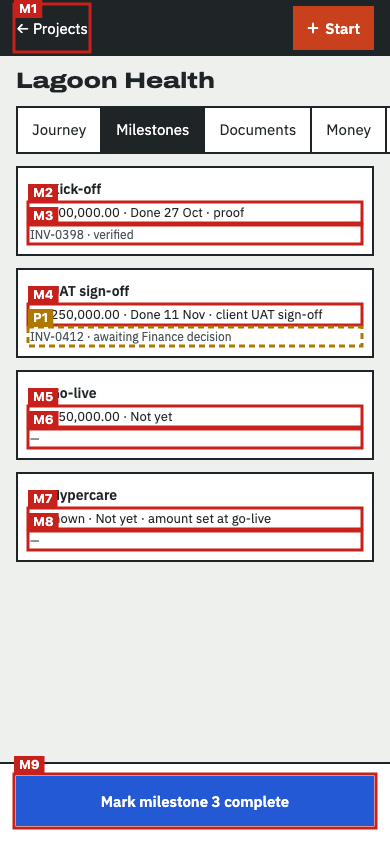 M1
← Projects
+ Start
Lagoon Health
Journey
Milestones
Documents
Money
M2
M3 00,000.00 · Done 27 Oct · proof
INV-0398 · verified
M4 AT sign-off
P1 250,000.00 · Done 11 Nov · client UAT sign-off
INV-0412 · awaiting Finance decision
M5
M6 50,000.00 · Not yet
—
M7
M8 · Not yet · amount set at go-live
—
M9
Mark milestone 3 complete